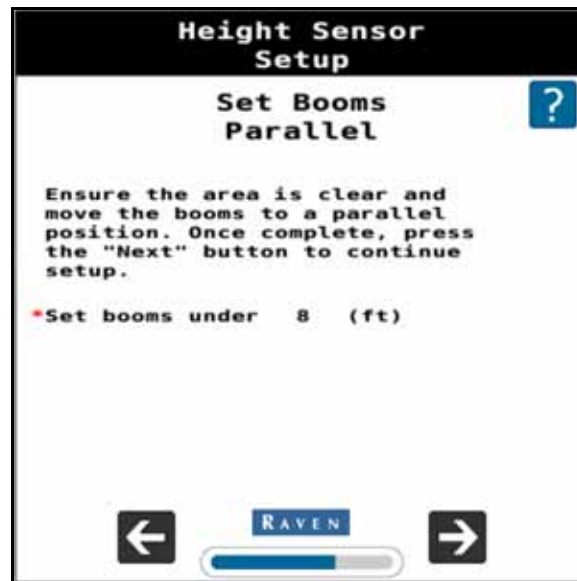 Height Sensor
Setup
Set Booms
Parallel
?
Ensure the area is clear and
move the booms to a parallel
position. Once complete, press
the "Next" button to continue
setup.
*Set booms under 8 (ft)
RAVEN